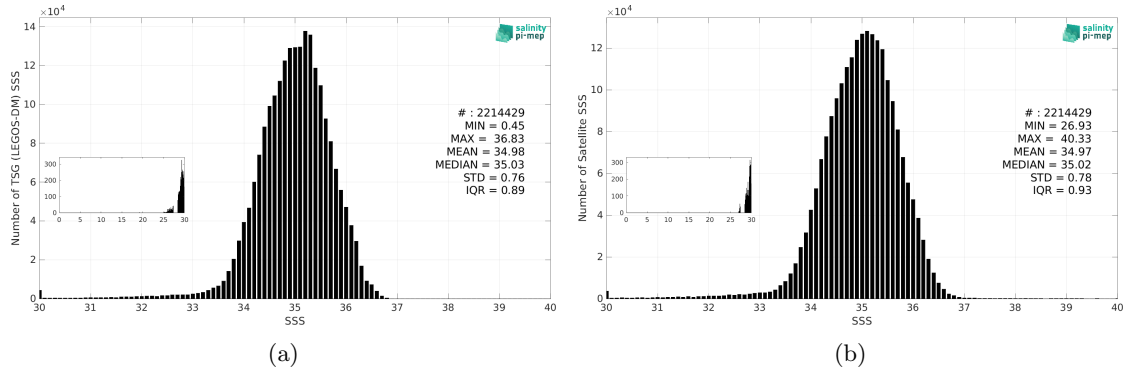 ×10⁴
14
12
10
8
6
4
2
0
Number of TSG (LEGOS-DM) SSS
salinity
pi-mep
# : 2214429
MIN = 0.45
MAX = 36.83
MEAN = 34.98
MEDIAN = 35.03
STD = 0.76
IQR = 0.89
300
200
100
0
0 5 10 15 20 25 30
30 31 32 33 34 35 36 37 38 39 40
SSS
(a)
×10⁴
12
10
8
6
4
2
0
Number of Satellite SSS
salinity
pi-mep
# : 2214429
MIN = 26.93
MAX = 40.33
MEAN = 34.97
MEDIAN = 35.02
STD = 0.78
IQR = 0.93
300
200
100
0
0 5 10 15 20 25 30
30 31 32 33 34 35 36 37 38 39 40
SSS
(b)